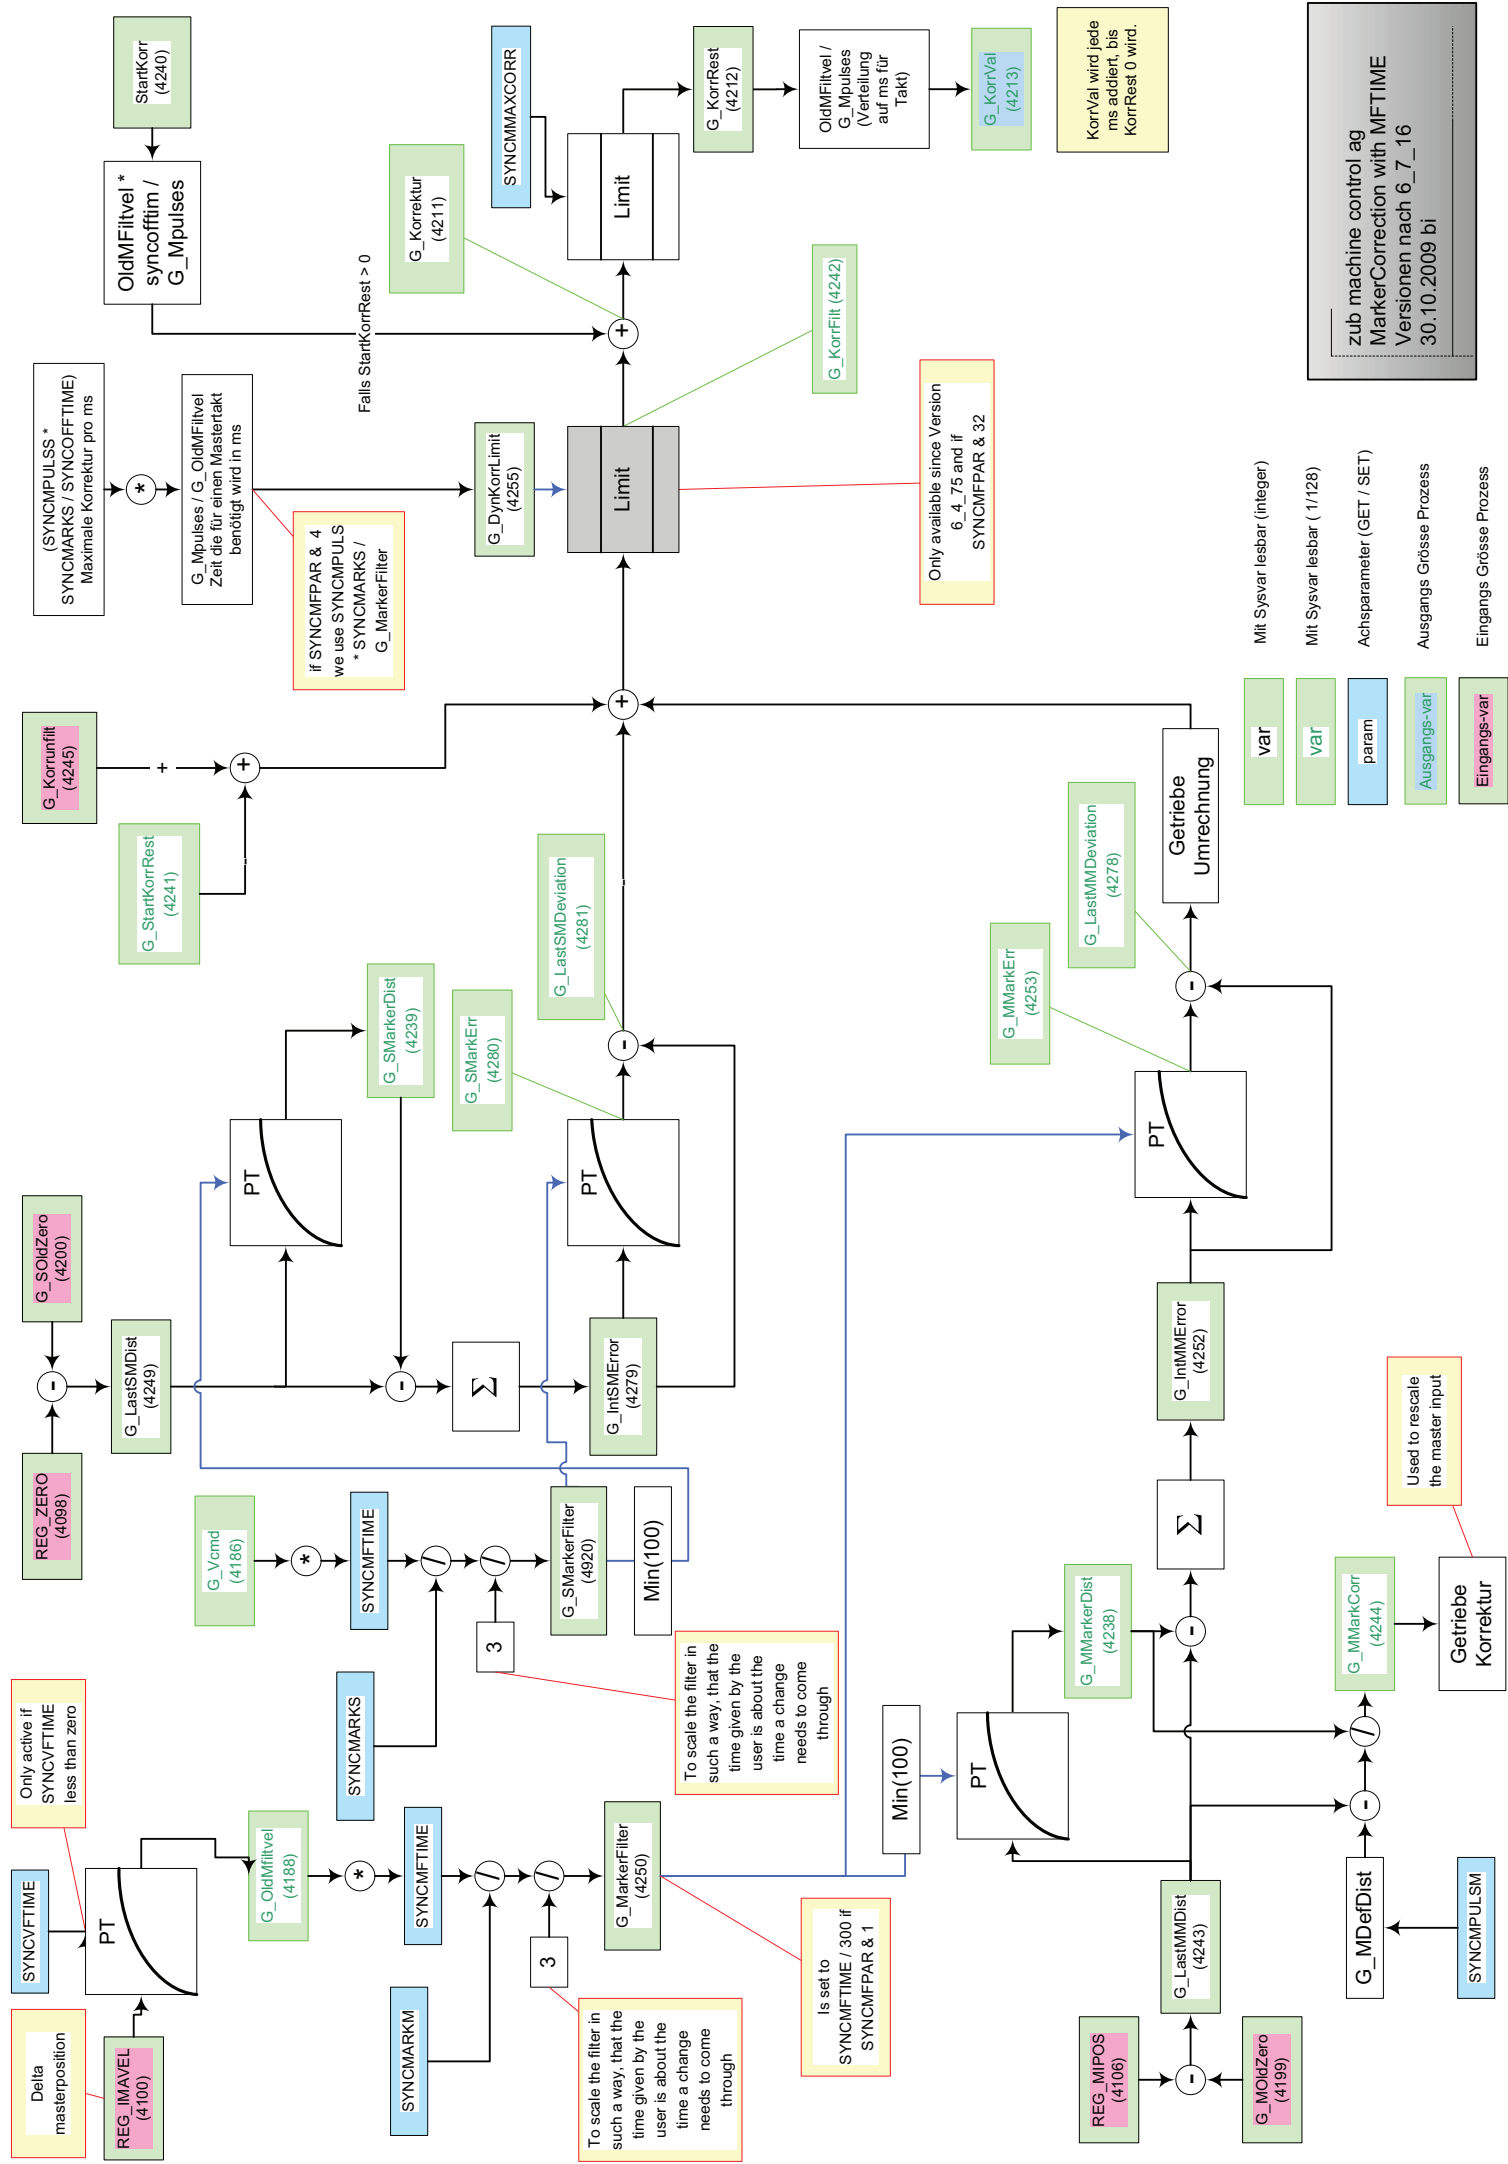 Delta
masterposition
REG_IMAVEL
(4100)
SYNCVFTIME
Only active if
SYNCVFTIME
less than zero
PT
G_OldMfiltvel
(4188)
*
SYNCMFTIME
SYNCMARKM
/
/
3
To scale the filter in
such a way, that the
time given by the
user is about the
time a change
needs to come
through
G_MarkerFilter
(4250)
Is set to
SYNCMFTIME / 300 if
SYNCMFPAR & 1
G_Vcmd
(4186)
*
SYNCMFTIME
SYNCMARKS
/
/
3
To scale the filter in
such a way, that the
time given by the
user is about the
time a change
needs to come
through
G_SMarkerFilter
(4920)
Min(100)
REG_ZERO
(4098)
G_SOldZero
(4200)
-
G_LastSMDist
(4249)
PT
G_SMarkerDist
(4239)
-
Σ
G_IntSMError
(4279)
PT
G_SMarkErr
(4280)
-
G_LastSMDeviation
(4281)
-
G_StartKorrRest
(4241)
G_Korrunfilt
(4245)
+
+
+
(SYNCMPULSS *
SYNCMARKS / SYNCOFFTIME)
Maximale Korrektur pro ms
*
G_Mpulses / G_OldMFiltvel
Zeit die für einen Mastertakt
benötigt wird in ms
if SYNCMFPAR & 4
we use SYNCMPULS
* SYNCMARKS /
G_MarkerFilter
G_DynKorrLimit
(4255)
Limit
Only available since Version
6_4_75 and if
SYNCMFPAR & 32
G_KorrFilt (4242)
StartKorr
(4240)
OldMFiltvel *
syncofftim /
G_Mpulses
Falls StartKorrRest > 0
+
G_Korrektur
(4211)
SYNCMMAXCORR
Limit
G_KorrRest
(4212)
OldMFiltvel /
G_Mpulses
(Verteilung
auf ms für
Takt)
G_KorrVal
(4213)
KorrVal wird jede
ms addiert, bis
KorrRest 0 wird.
REG_MIPOS
(4106)
G_MOldZero
(4199)
-
G_LastMMDist
(4243)
Min(100)
PT
G_MMarkerDist
(4238)
-
Σ
G_IntMMError
(4252)
PT
G_MMarkErr
(4253)
-
G_LastMMDeviation
(4278)
Getriebe
Umrechnung
SYNCMPULSM
G_MDefDist
-
/
G_MMarkCorr
(4244)
Getriebe
Korrektur
Used to rescale
the master input
var
Mit Sysvar lesbar (integer)
var
Mit Sysvar lesbar ( 1/128)
param
Achsparameter (GET / SET)
Ausgangs-var
Ausgangs Grösse Prozess
Eingangs-var
Eingangs Grösse Prozess
zub machine control ag
MarkerCorrection with MFTIME
Versionen nach 6_7_16
30.10.2009 bi